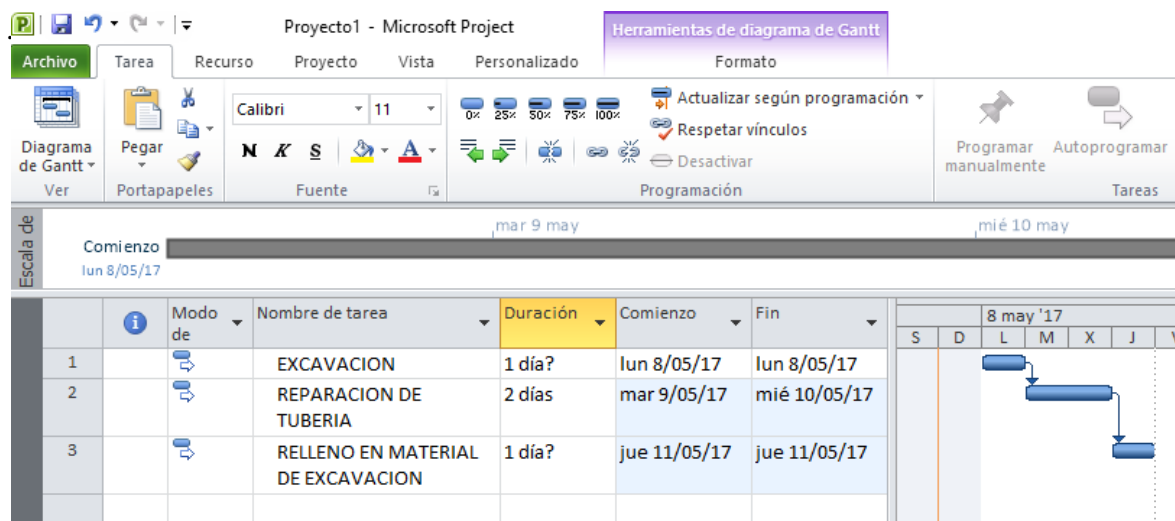 Proyecto1 - Microsoft Project
Herramientas de diagrama de Gantt
Archivo Tarea Recurso Proyecto Vista Personalizado Formato
Diagrama de Gantt
Ver
Pegar
Portapapeles
Calibri 11
N K S A
Fuente
0% 25% 50% 75% 100%
Actualizar según programación
Respetar vínculos
Desactivar
Programación
Programar manualmente
Autoprogramar
Tareas
Escala de
mar 9 may mié 10 may
Comienzo
lun 8/05/17
Modo de Nombre de tarea Duración Comienzo Fin
8 may '17
S D L M X J
1 EXCAVACION 1 día? lun 8/05/17 lun 8/05/17
2 REPARACION DE TUBERIA 2 días mar 9/05/17 mié 10/05/17
3 RELLENO EN MATERIAL DE EXCAVACION 1 día? jue 11/05/17 jue 11/05/17